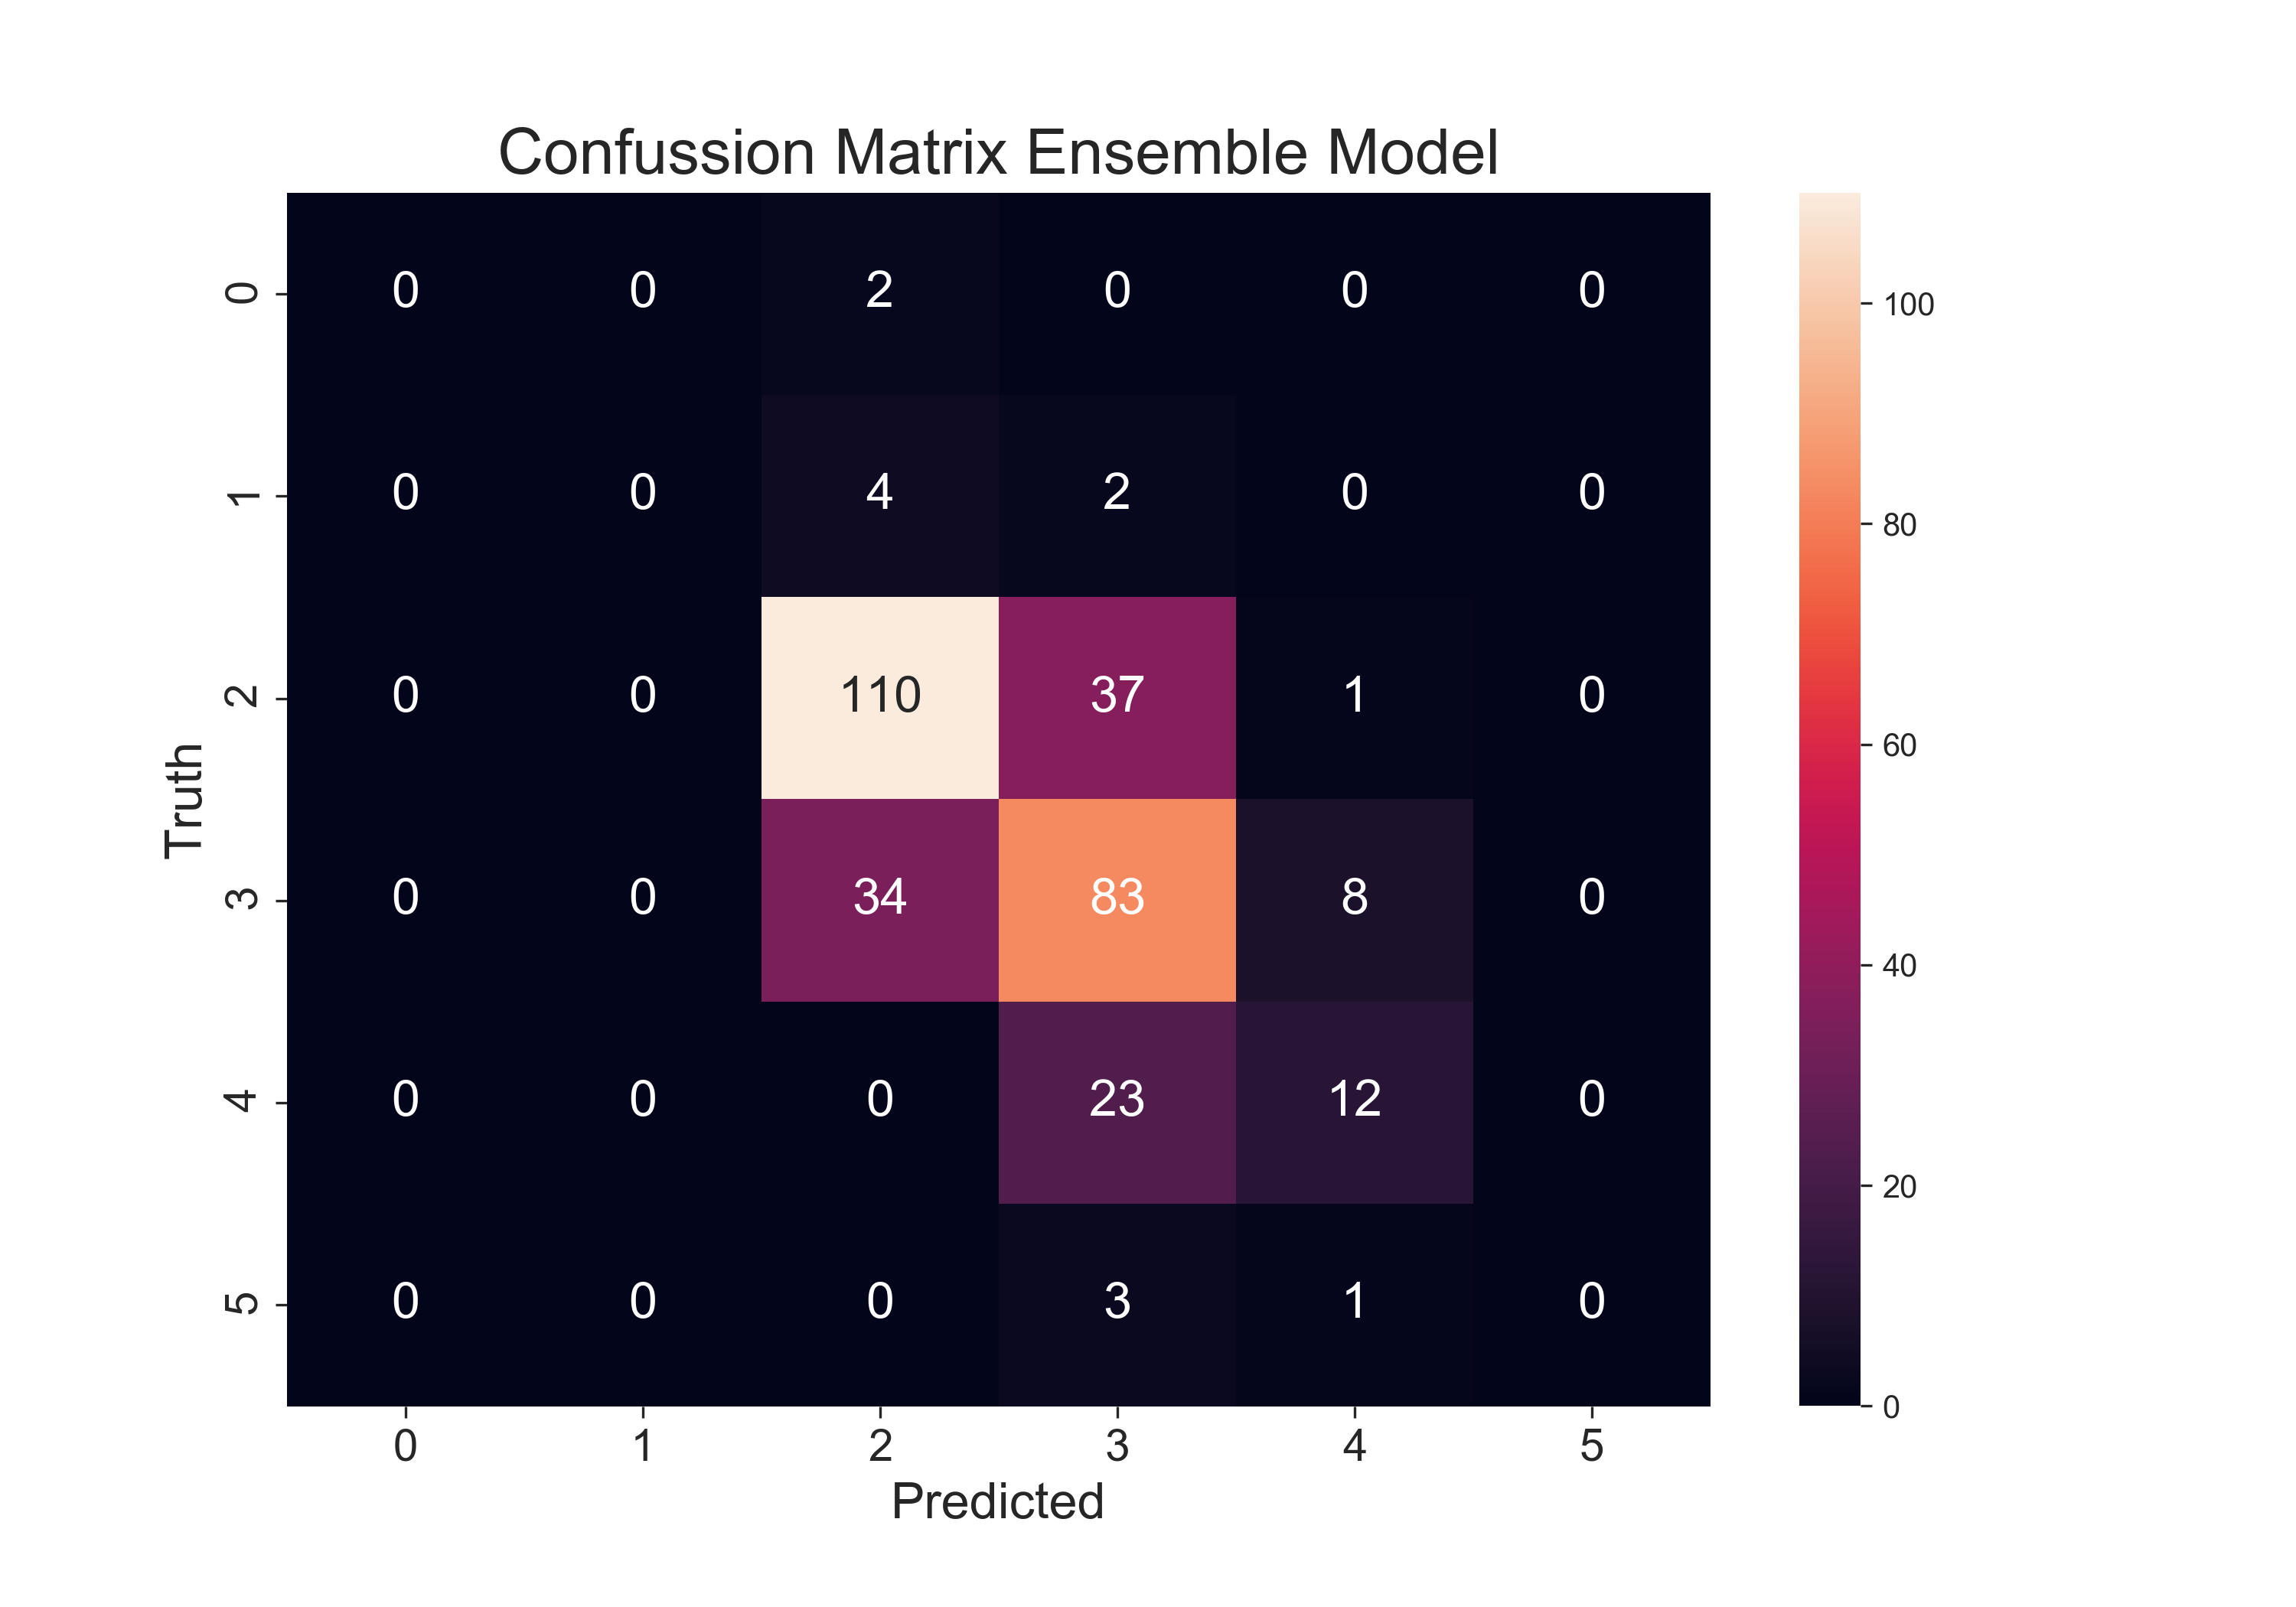 Confussion Matrix Ensemble Model
0 0 0 2 0 0 0
1 0 0 4 2 0 0
2 0 0 110 37 1 0
3 0 0 34 83 8 0
4 0 0 0 23 12 0
5 0 0 0 3 1 0
0 1 2 3 4 5
Truth
Predicted
100
80
60
40
20
0